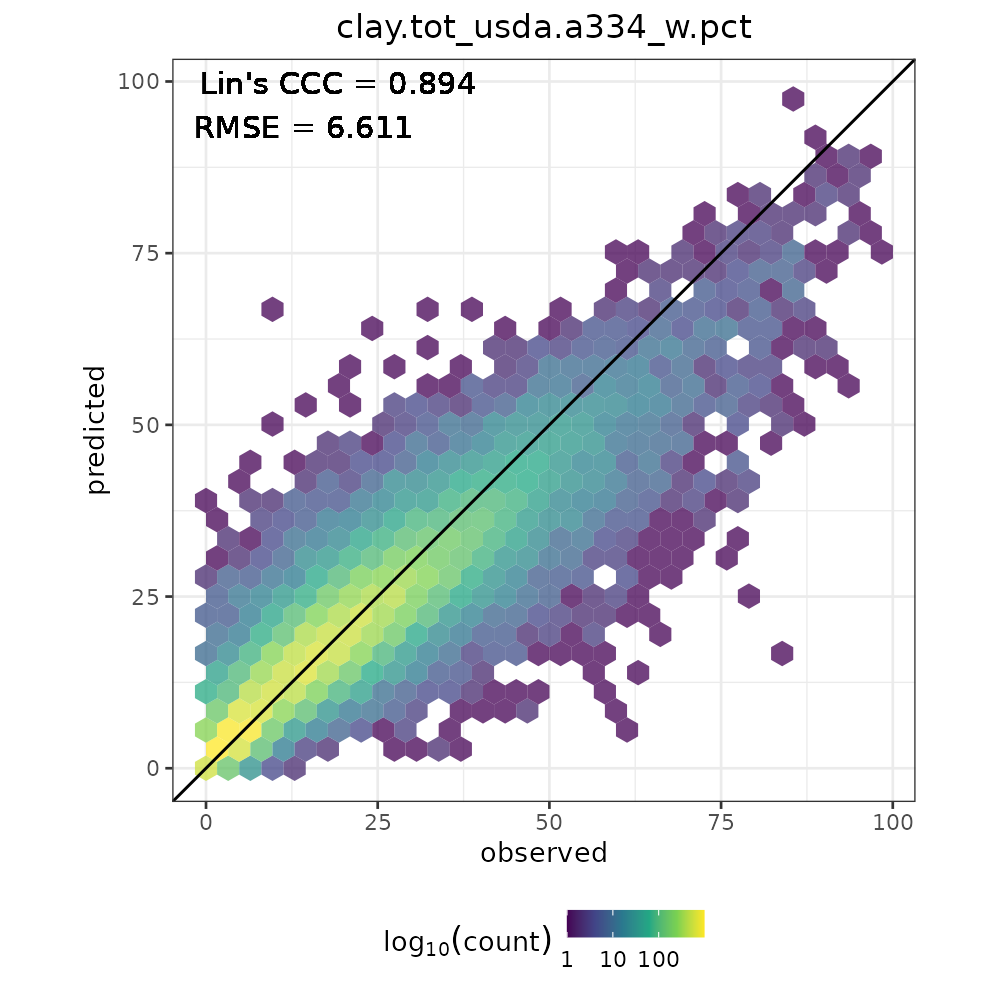 clay.tot_usda.a334_w.pct
Lin's CCC = 0.894
RMSE = 6.611
100
75
50
25
0
predicted
0 25 50 75 100
observed
log₁₀(count)
1 10 100